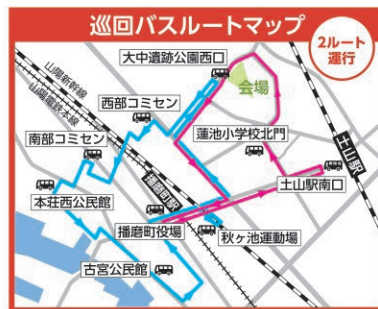 巡回バスルートマップ
2ルート
運行
大中遺跡公園西口
山陽新幹線
山陽電鉄本線
西部コミセン
会場
南部コミセン
蓮池小学校北門
土山駅
本荘西公民館
播磨町駅
土山駅南口
播磨町役場
秋ヶ池運動場
古宮公民館